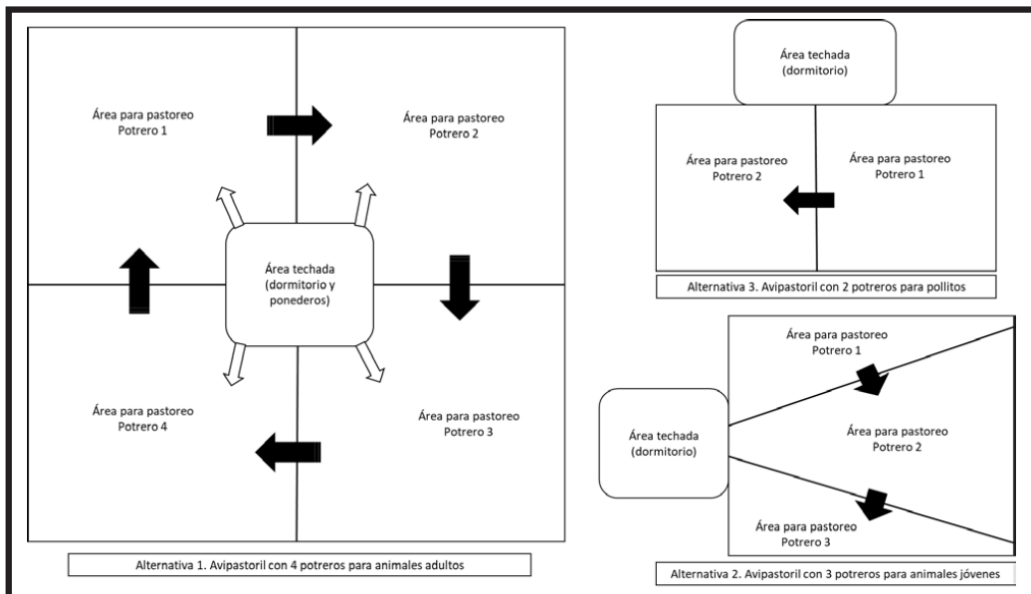 Área para pastoreo
Potrero 1
Área para pastoreo
Potrero 2
Área techada
(dormitorio y
ponederos)
Área para pastoreo
Potrero 4
Área para pastoreo
Potrero 3
Alternativa 1. Avipastoril con 4 potreros para animales adultos
Área techada
(dormitorio)
Área para pastoreo
Potrero 2
Área para pastoreo
Potrero 1
Alternativa 3. Avipastoril con 2 potreros para pollitos
Área para pastoreo
Potrero 1
Área techada
(dormitorio)
Área para pastoreo
Potrero 2
Área para pastoreo
Potrero 3
Alternativa 2. Avipastoril con 3 potreros para animales jóvenes